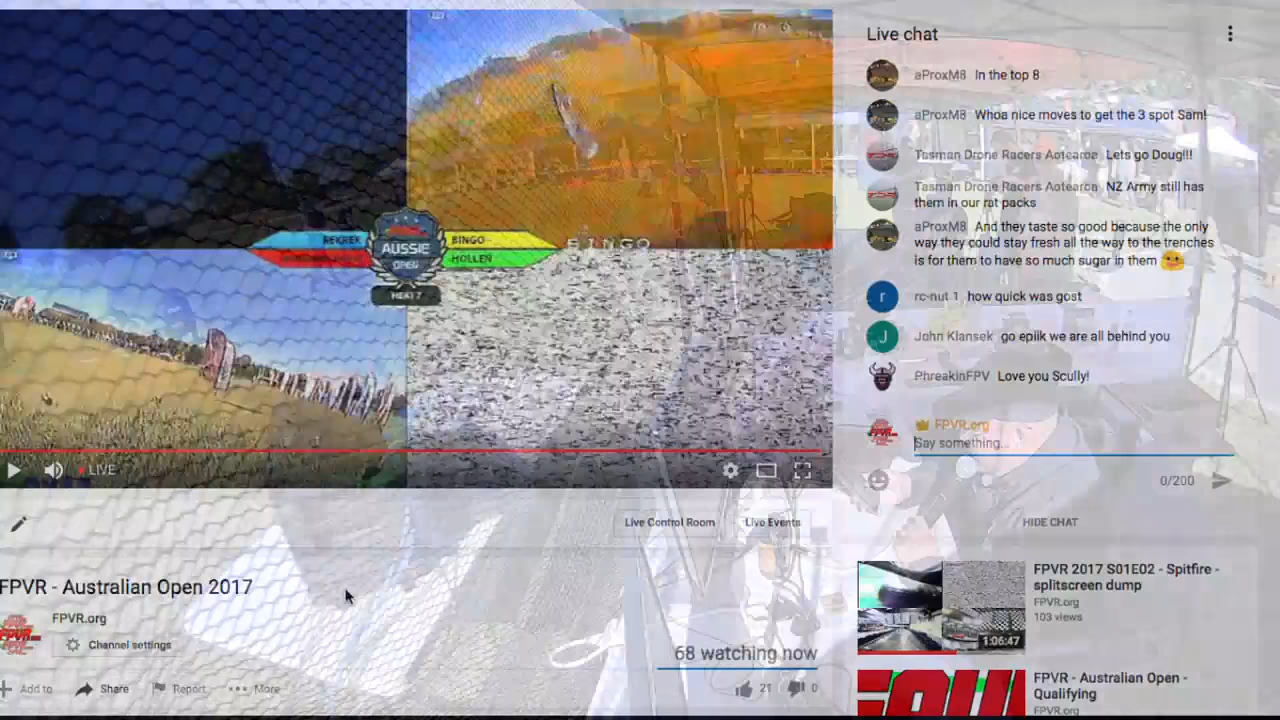 REKREK
BINGO
AUSSIE
OPEN
HOLLEN
HEAT 7
BINGO
LIVE
Live Control Room
Live Events
FPVR - Australian Open 2017
FPVR.org
Channel settings
68 watching now
Add to
Share
Report
More
21
0
Live chat
aProxM8 In the top 8
aProxM8 Whoa nice moves to get the 3 spot Sam!
Tasman Drone Racers Aotearoa Lets go Doug!!!
Tasman Drone Racers Aotearoa NZ Army still has
them in our rat packs
aProxM8 And they taste so good because the only
way they could stay fresh all the way to the trenches
is for them to have so much sugar in them
r
rc-nut 1 how quick was gost
J
John Klansek go epiik we are all behind you
PhreakinFPV Love you Scully!
FPVR.org
Say something...
0/200
HIDE CHAT
FPVR 2017 S01E02 - Spitfire -
splitscreen dump
FPVR.org
103 views
1:06:47
FPVR - Australian Open -
Qualifying
FPVR.org